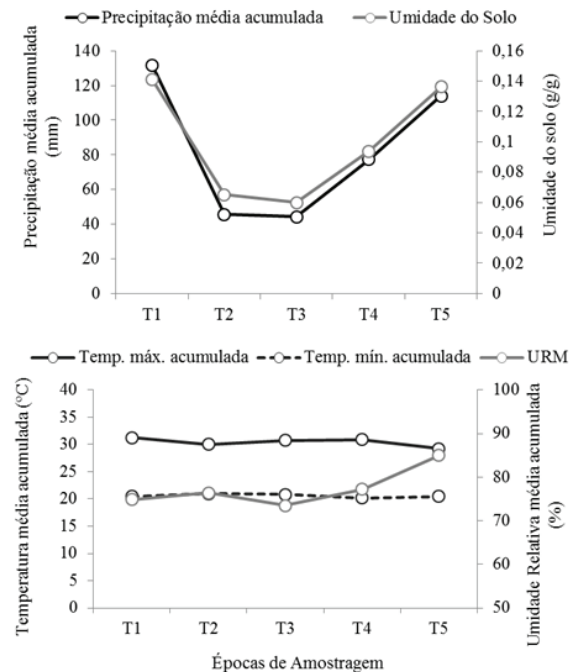 Precipitação média acumulada
Umidade do Solo
Precipitação média acumulada
(mm)
140
120
100
80
60
40
20
0
0,16
0,14
0,12
0,1
0,08
0,06
0,04
0,02
0
Umidade do solo (g/g)
T1 T2 T3 T4 T5
Temp. máx. acumulada
Temp. mín. acumulada
URM
Temperatura média acumulada (°C)
40
35
30
25
20
15
10
5
0
100
90
80
70
60
50
Umidade Relativa média acumulada
(%)
T1 T2 T3 T4 T5
Épocas de Amostragem